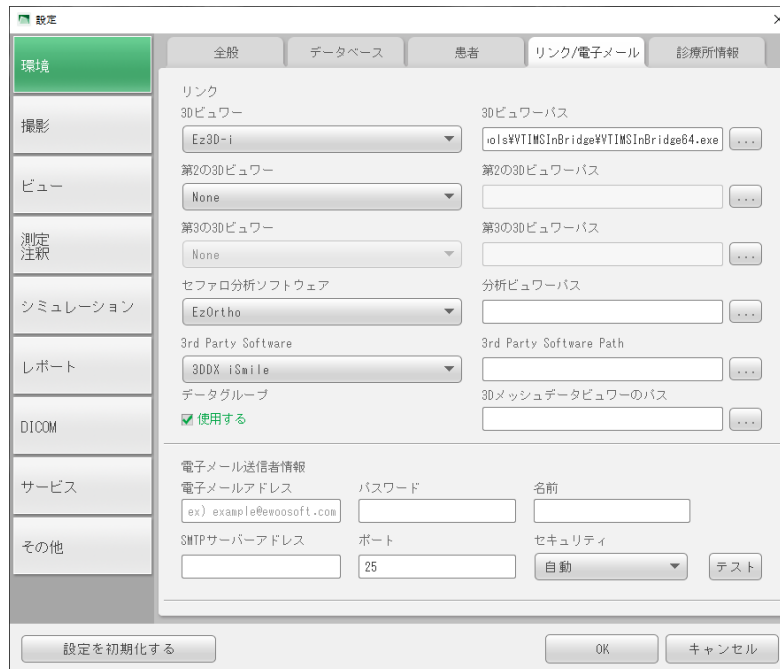 設定
環境
撮影
ビュー
測定
注釈
シミュレーション
レポート
DICOM
サービス
その他
全般
データベース
患者
リンク/電子メール
診療所情報
リンク
3Dビュワー
3Dビュワーパス
Ez3D-i
ols¥VTIMSInBridge¥VTIMSInBridge64.exe
...
第2の3Dビュワー
第2の3Dビュワーパス
None
...
第3の3Dビュワー
第3の3Dビュワーパス
None
...
セファロ分析ソフトウェア
分析ビュワーパス
EzOrtho
...
3rd Party Software
3rd Party Software Path
3DDX iSmile
...
データグループ
3Dメッシュデータビュワーのパス
使用する
...
電子メール送信者情報
電子メールアドレス
パスワード
名前
ex) example@ewoosoft.com
SMTPサーバーアドレス
ポート
セキュリティ
25
自動
テスト
設定を初期化する
OK
キャンセル